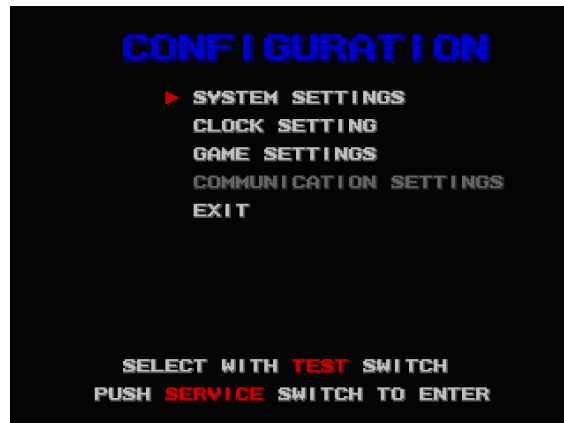 CONFIGURATION
SYSTEM SETTINGS
CLOCK SETTING
GAME SETTINGS
COMMUNICATION SETTINGS
EXIT
SELECT WITH TEST SWITCH
PUSH SERVICE SWITCH TO ENTER